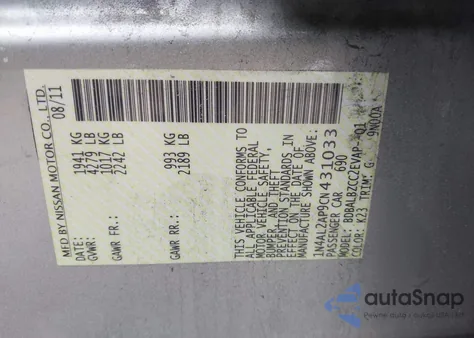 MFD BY NISSAN MOTOR CO., LTD.
08/11
GVWR: 1941 KG
4279 LB
GAWR FR.: 1017 KG
2242 LB
GAWR RR.: 993 KG
2189 LB
THIS VEHICLE CONFORMS TO
ALL APPLICABLE FEDERAL
MOTOR VEHICLE SAFETY,
BUMPER, AND THEFT
PREVENTION STANDARDS IN
EFFECT ON THE DATE OF
MANUFACTURE SHOWN ABOVE:
1N4AL2AP9CN431033
PASSENGER CAR 690
MODEL: BDBALBZCC2EVAP -01
COLOR: K23 TRIM: G 9N00A
autoSnap